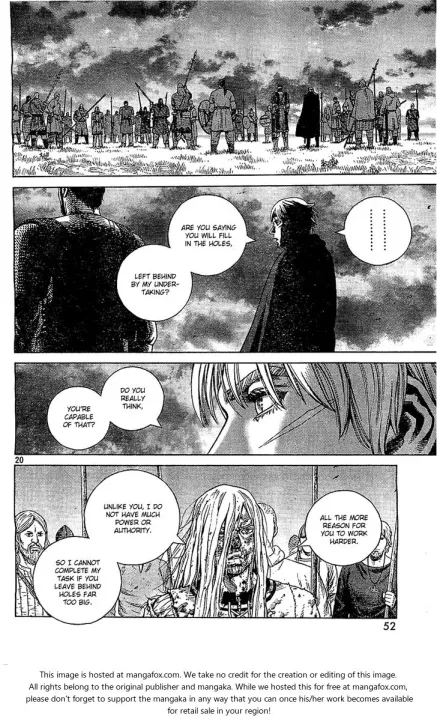 ARE YOU SAYING
YOU WILL FILL
IN THE HOLES,
LEFT BEHIND
BY MY UNDER-
TAKING?
DO YOU
REALLY
THINK,
YOU'RE
CAPABLE
OF THAT?
20
ALL THE MORE
REASON FOR
YOU TO WORK
HARDER.
UNLIKE YOU, I DO
NOT HAVE MUCH
POWER OR
AUTHORITY.
SO I CANNOT
COMPLETE MY
TASK IF YOU
LEAVE BEHIND
HOLES FAR
TOO BIG.
52
This image is hosted at mangafox.com. We take no credit for the creation or editing of this image.
All rights belong to the original publisher and mangaka. While we hosted this for free at mangafox.com,
please don't forget to support the mangaka in any way that you can once his/her work becomes available
for retail sale in your region!